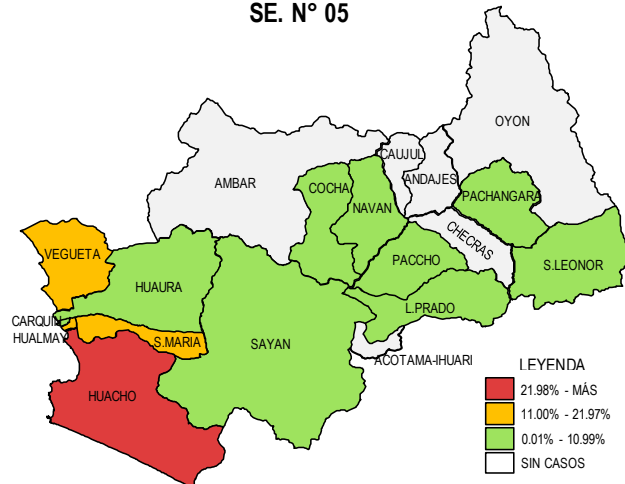 SE. N° 05
OYON
CAUJUL
ANDAJES
AMBAR
COCHA
NAVAN
PACHANGARA
CHECRAS
VEGUETA
PACCHO
S.LEONOR
HUAURA
L.PRADO
CARQUIN
HUALMAY
S.MARIA
SAYAN
ACOTAMA-IHUARI
HUACHO
LEYENDA
21.98% - MÁS
11.00% - 21.97%
0.01% - 10.99%
SIN CASOS